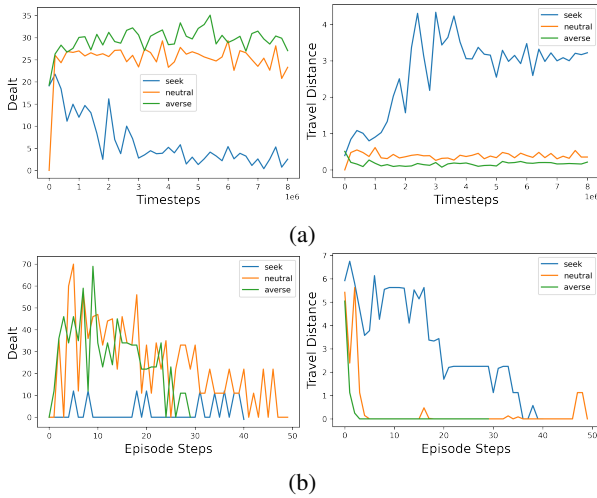 35
30
25
20
15
10
5
0
Dealt
seek
neutral
averse
0 1 2 3 4 5 6 7 8
1e6
Timesteps
4
3
2
1
0
Travel Distance
seek
neutral
averse
0 1 2 3 4 5 6 7 8
1e6
Timesteps
(a)
70
60
50
40
30
20
10
0
Dealt
seek
neutral
averse
0 10 20 30 40 50
Episode Steps
7
6
5
4
3
2
1
0
Travel Distance
seek
neutral
averse
0 10 20 30 40 50
Episode Steps
(b)